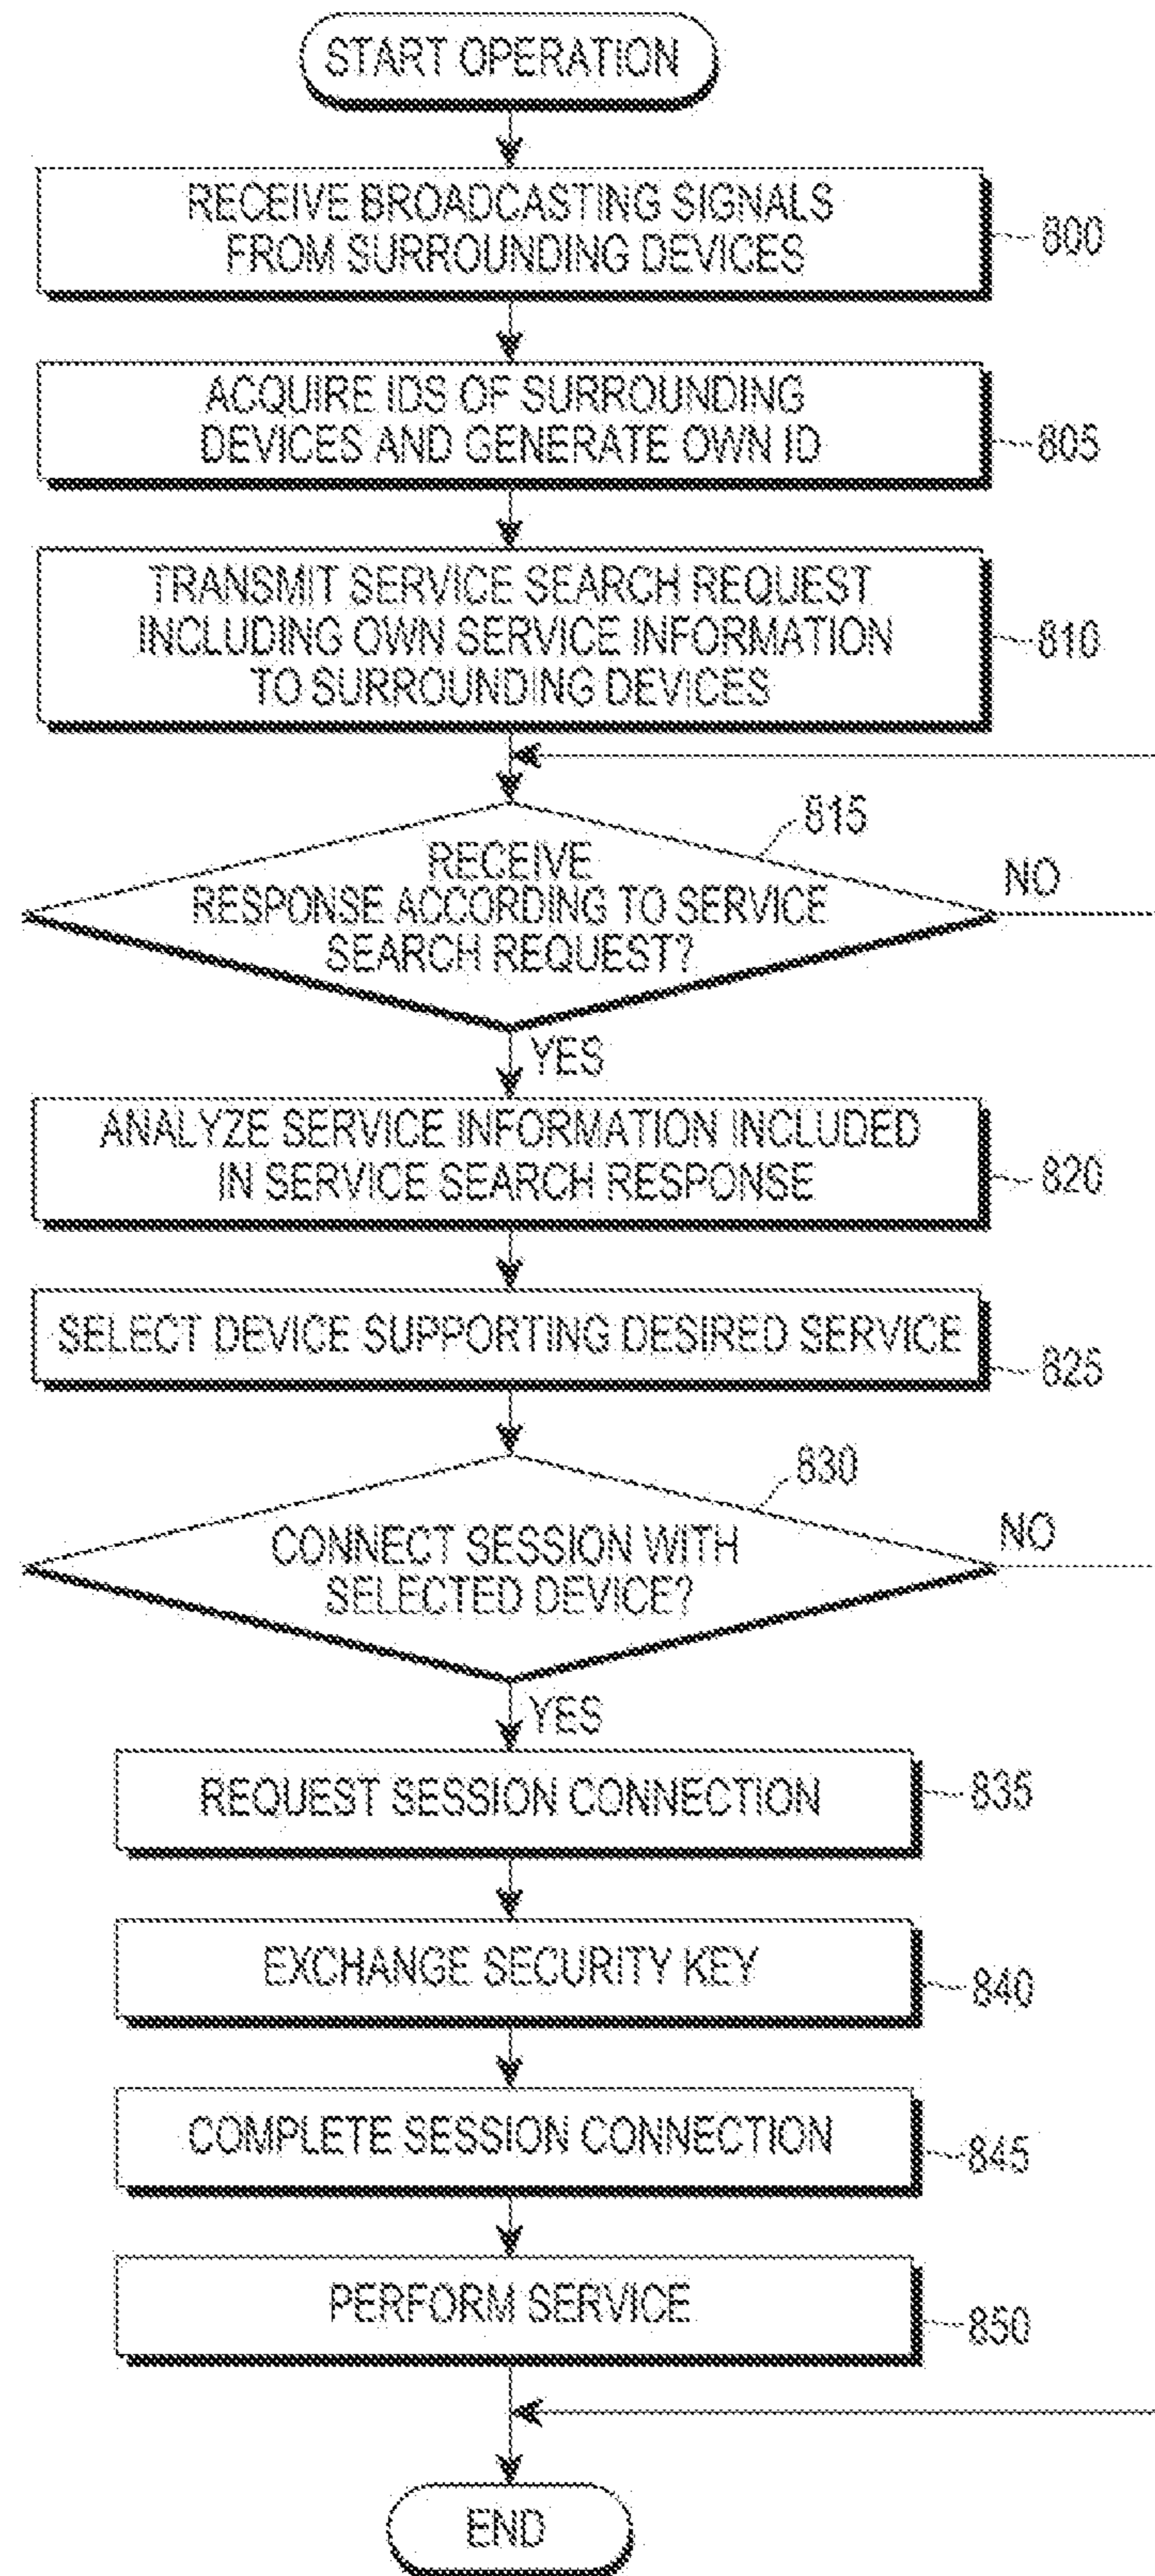 START OPERATION
RECEIVE BROADCASTING SIGNALS
FROM SURROUNDING DEVICES
800
ACQUIRE IDS OF SURROUNDING
DEVICES AND GENERATE OWN ID
805
TRANSMIT SERVICE SEARCH REQUEST
INCLUDING OWN SERVICE INFORMATION
TO SURROUNDING DEVICES
810
815
RECEIVE
RESPONSE ACCORDING TO SERVICE
SEARCH REQUEST?
NO
YES
ANALYZE SERVICE INFORMATION INCLUDED
IN SERVICE SEARCH RESPONSE
820
SELECT DEVICE SUPPORTING DESIRED SERVICE
825
830
CONNECT SESSION WITH
SELECTED DEVICE?
NO
YES
REQUEST SESSION CONNECTION
835
EXCHANGE SECURITY KEY
840
COMPLETE SESSION CONNECTION
845
PERFORM SERVICE
850
END